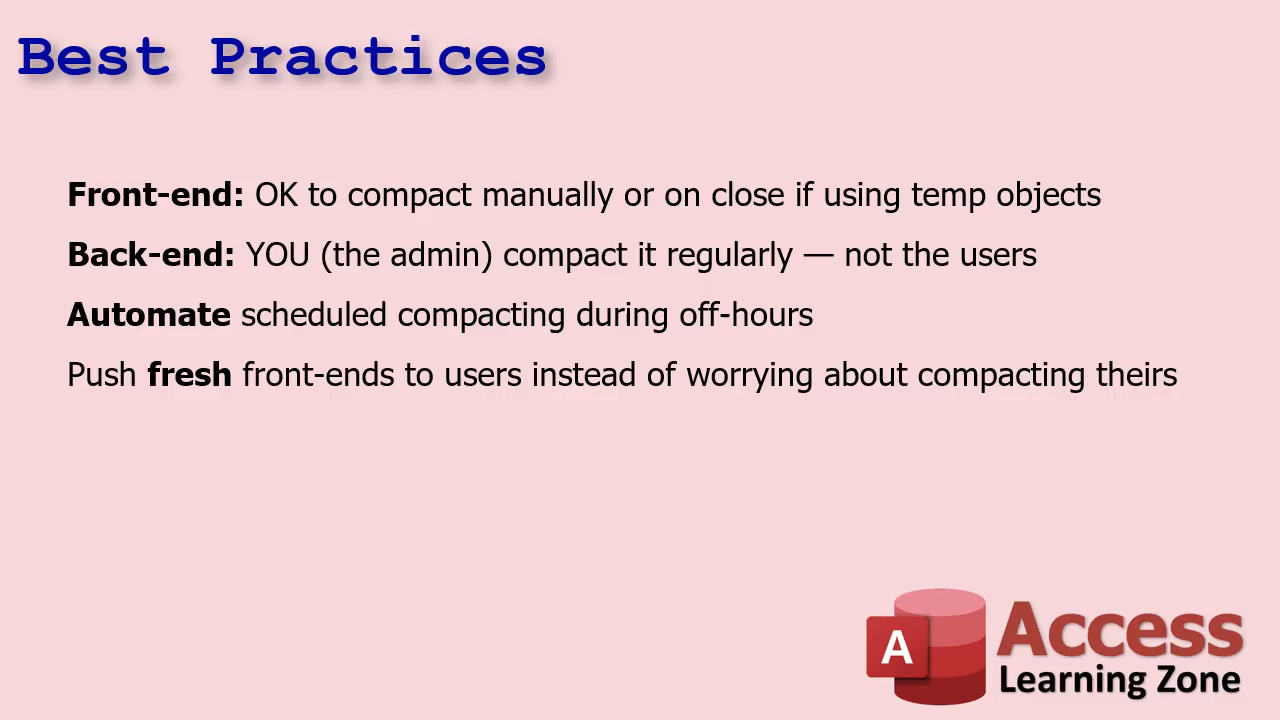 Best Practices
Front-end: OK to compact manually or on close if using temp objects
Back-end: YOU (the admin) compact it regularly — not the users
Automate scheduled compacting during off-hours
Push fresh front-ends to users instead of worrying about compacting theirs
A
Access
Learning Zone